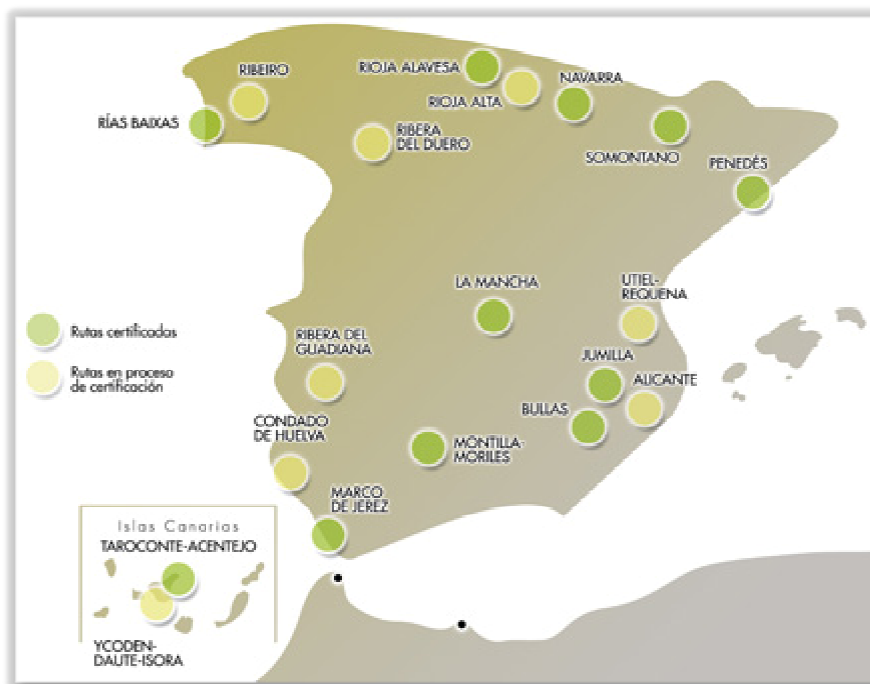 RIBEIRO
RIOJA ALAVESA
NAVARRA
RIOJA ALTA
RÍAS BAIXAS
RIBERA
DEL DUERO
SOMONTANO
PENEDÉS
LA MANCHA
UTIEL-
REQUENA
Rutas certificadas
RIBERA DEL
GUADIANA
JUMILLA
Rutas en proceso
de certificación
ALICANTE
BULLAS
CONDADO
DE HUELVA
MONTILLA-
MORILES
MARCO
DE JEREZ
Islas Canarias
TAROCONTE-ACENTEJO
YCODEN-
DAUTE-ISORA